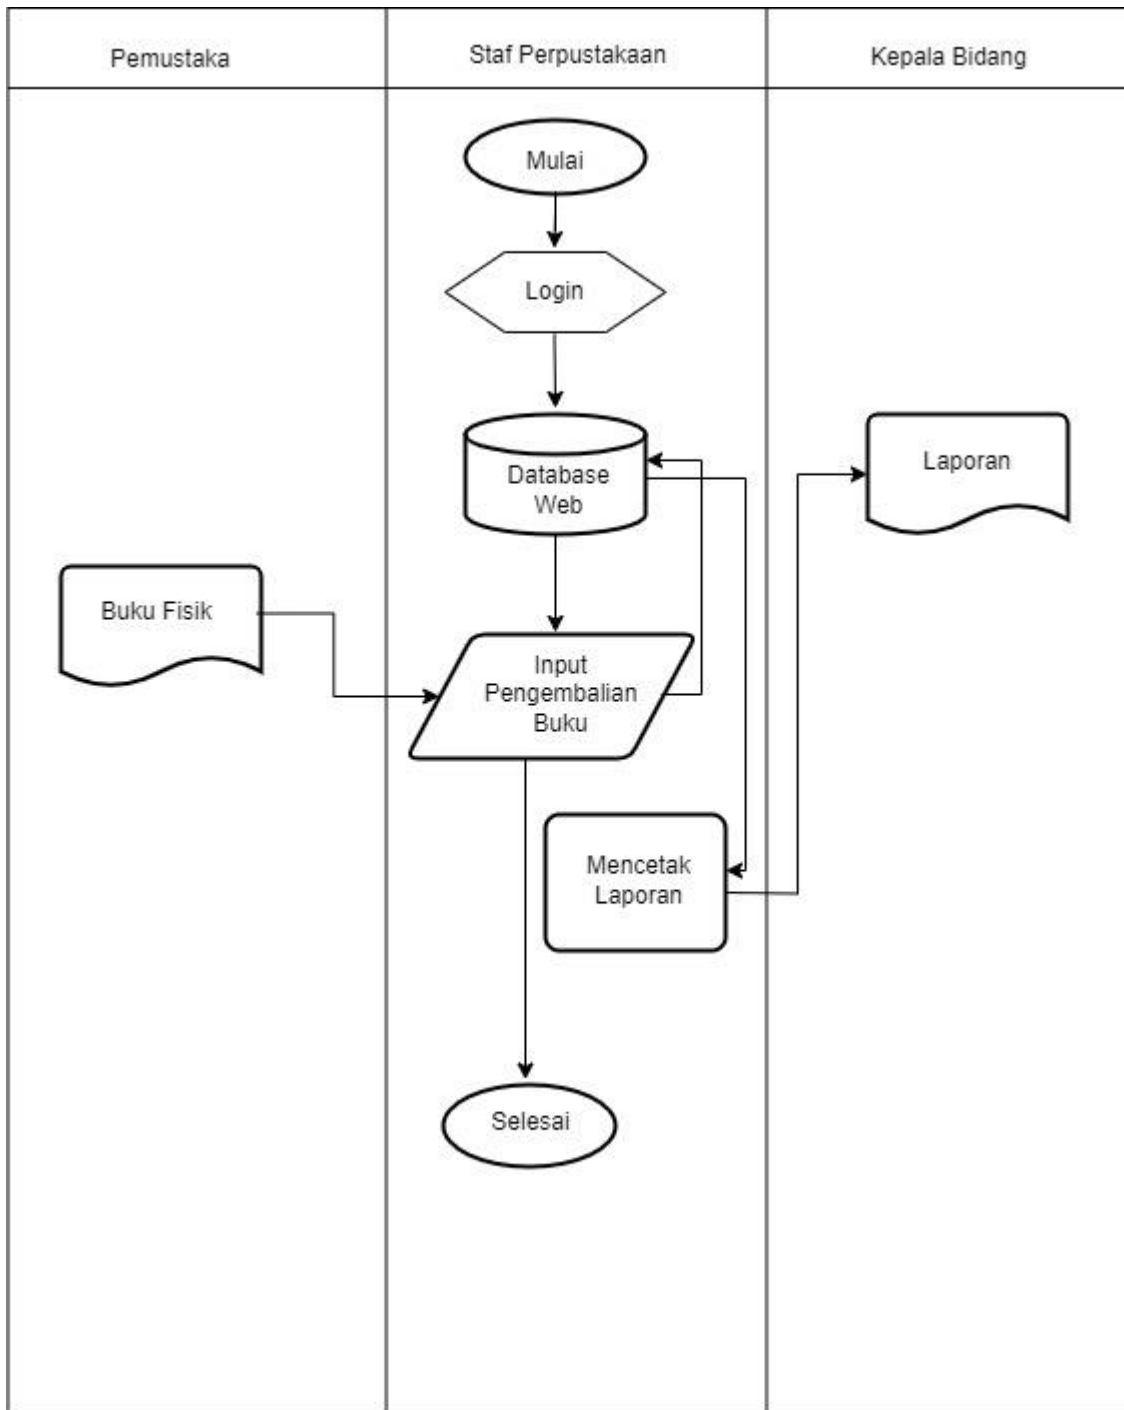 Pemustaka
Staf Perpustakaan
Kepala Bidang
Mulai
Login
Database
Web
Laporan
Buku Fisik
Input
Pengembalian
Buku
Mencetak
Laporan
Selesai